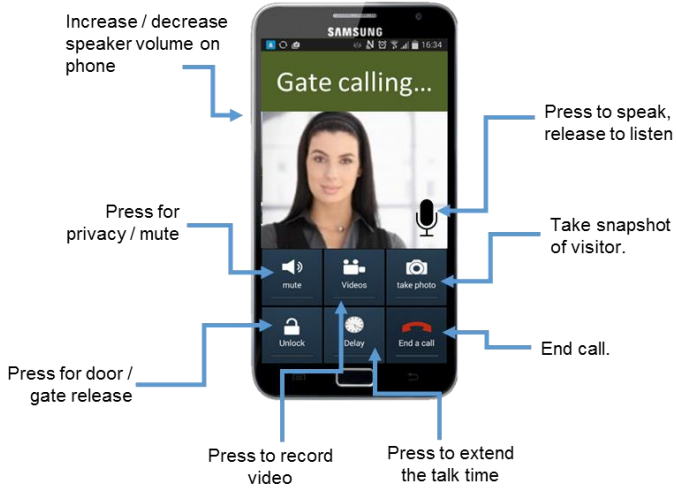 Increase / decrease
speaker volume on
phone
SAMSUNG
16:34
Gate calling...
Press to speak,
release to listen
Press for
privacy / mute
Take snapshot
of visitor.
mute
Videos
take photo
Unlock
Delay
End a call
End call.
Press for door /
gate release
Press to record
video
Press to extend
the talk time